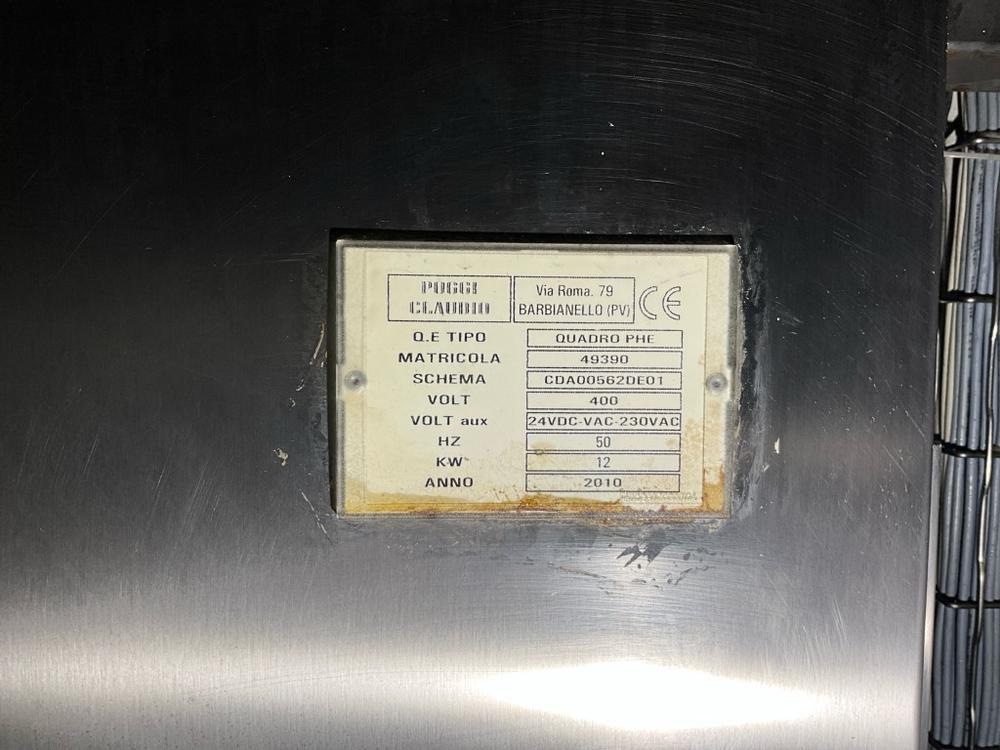 POGGI
CLAUDIO
Via Roma. 79
BARBIANELLO (PV)
CE
Q.E TIPO QUADRO PHE
MATRICOLA 49390
SCHEMA CDA00562DE01
VOLT 400
VOLT aux 24VDC-VAC-230VAC
HZ 50
KW 12
ANNO 2010